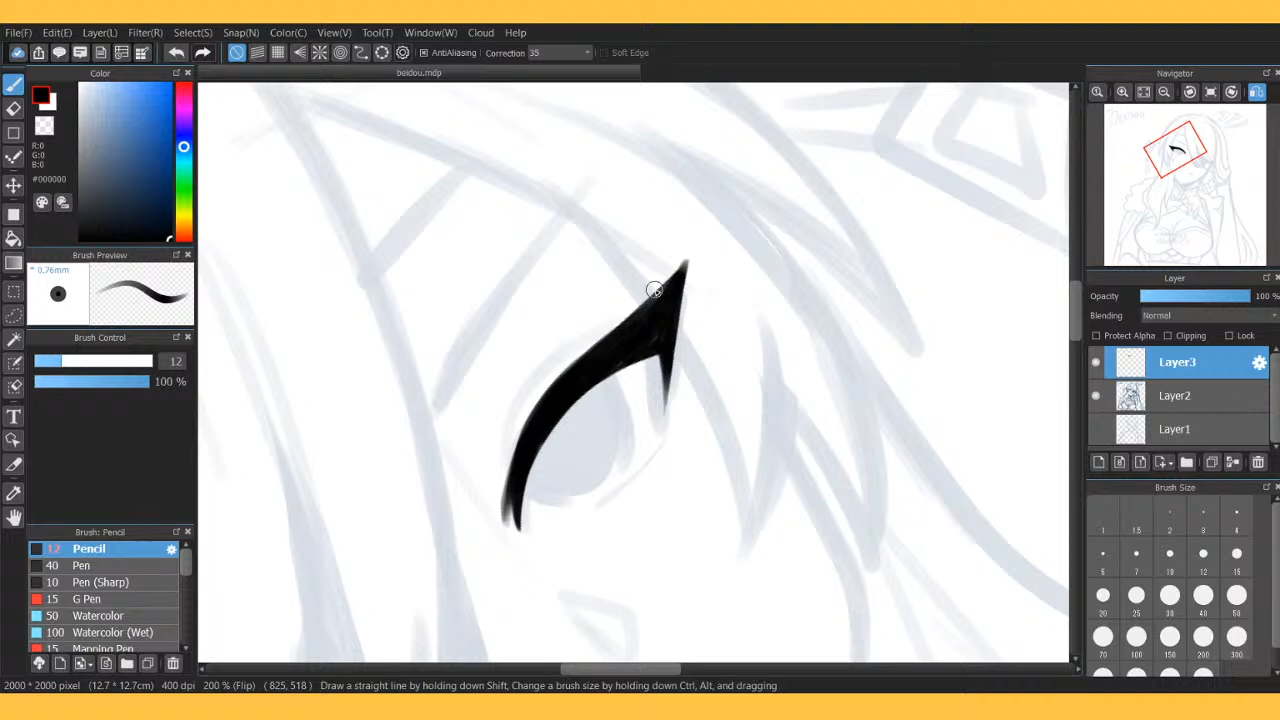 File(F) Edit(E) Layer(L) Filter(R) Select(S) Snap(N) Color(C) View(V) Tool(T) Window(W) Cloud Help
AntiAliasing Correction 35 Soft Edge
Color
beidou.mdp
Navigator
R:0
G:0
B:0
#000000
Brush Preview
* 0.76mm
Brush Control
12
100 %
Layer
Opacity 100 %
Blending Normal
Protect Alpha Clipping Lock
Layer3
Layer2
Layer1
Brush Size
1 1.5 2 3 4
5 7 10 12 15
20 25 30 40 50
70 100 150 200 300
Brush: Pencil
12 Pencil
40 Pen
10 Pen (Sharp)
15 G Pen
50 Watercolor
100 Watercolor (Wet)
15 Mapping Pen
2000 * 2000 pixel (12.7 * 12.7cm) 400 dpi 200 % (Flip) ( 825, 518 ) Draw a straight line by holding down Shift, Change a brush size by holding down Ctrl, Alt, and dragging